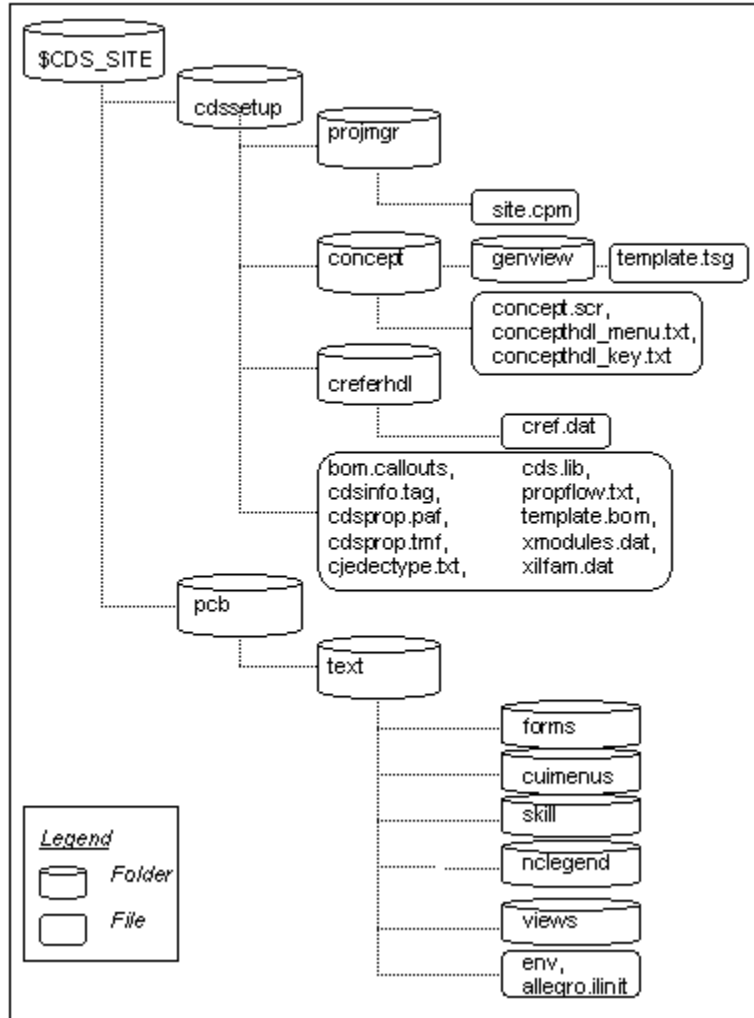 $CDS_SITE
cdssetup
projmgr
site.cpm
concept
genview
template.tsg
concept.scr,
concepthdl_menu.txt,
concepthdl_key.txt
creferhdl
cref.dat
bom.callouts, cds.lib,
cdsinfo.tag, propflow.txt,
cdsprop.paf, template.bom,
cdsprop.tmf, xmodules.dat,
cjedectype.txt, xilfam.dat
pcb
text
forms
cuimenus
skill
nclegend
views
env,
allegro.ilinit
Legend
Folder
File